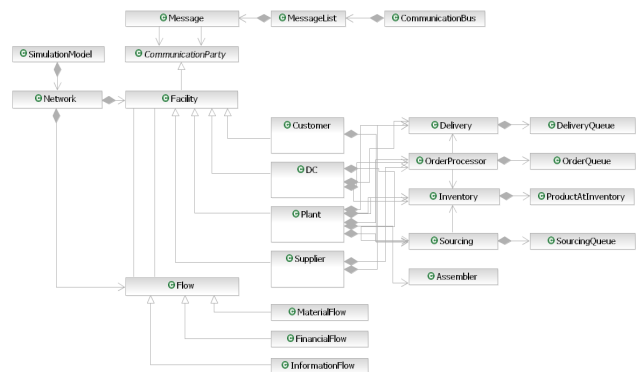 Message
MessageList
CommunicationBus
SimulationModel
CommunicationParty
Network
Facility
Customer
Delivery
DeliveryQueue
OrderProcessor
OrderQueue
DC
Inventory
ProductAtInventory
Plant
Sourcing
SourcingQueue
Supplier
Assembler
Flow
MaterialFlow
FinancialFlow
InformationFlow